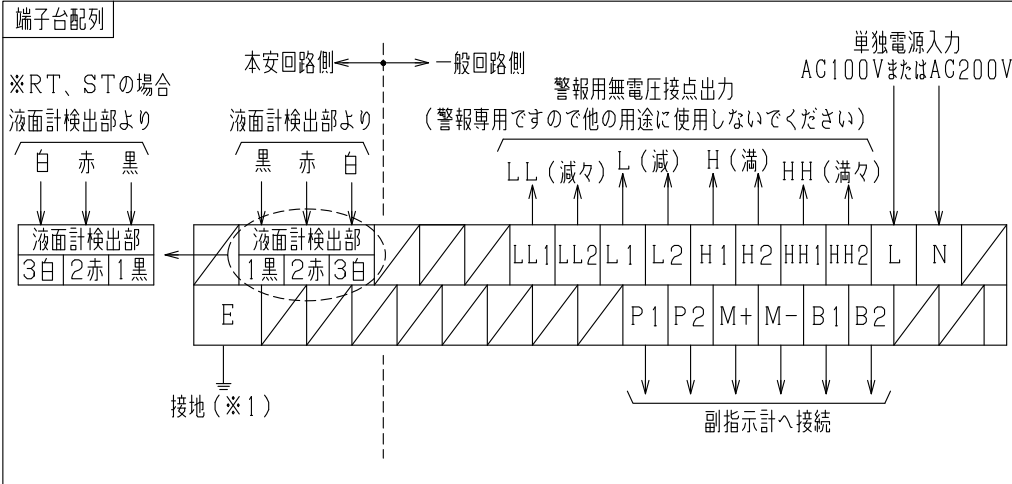 端子台配列
本安回路側
一般回路側
単独電源入力
AC100VまたはAC200V
※RT、STの場合
液面計検出部より
白 赤 黒
液面計検出部より
黒 赤 白
警報用無電圧接点出力
(警報専用ですので他の用途に使用しないでください)
LL(減々) L(減) H(満) HH(満々)
液面計検出部
3白 2赤 1黒
液面計検出部
1黒 2赤 3白
LL1 LL2 L1 L2 H1 H2 HH1 HH2 L N
E P1 P2 M+ M- B1 B2
接地(※1)
副指示計へ接続